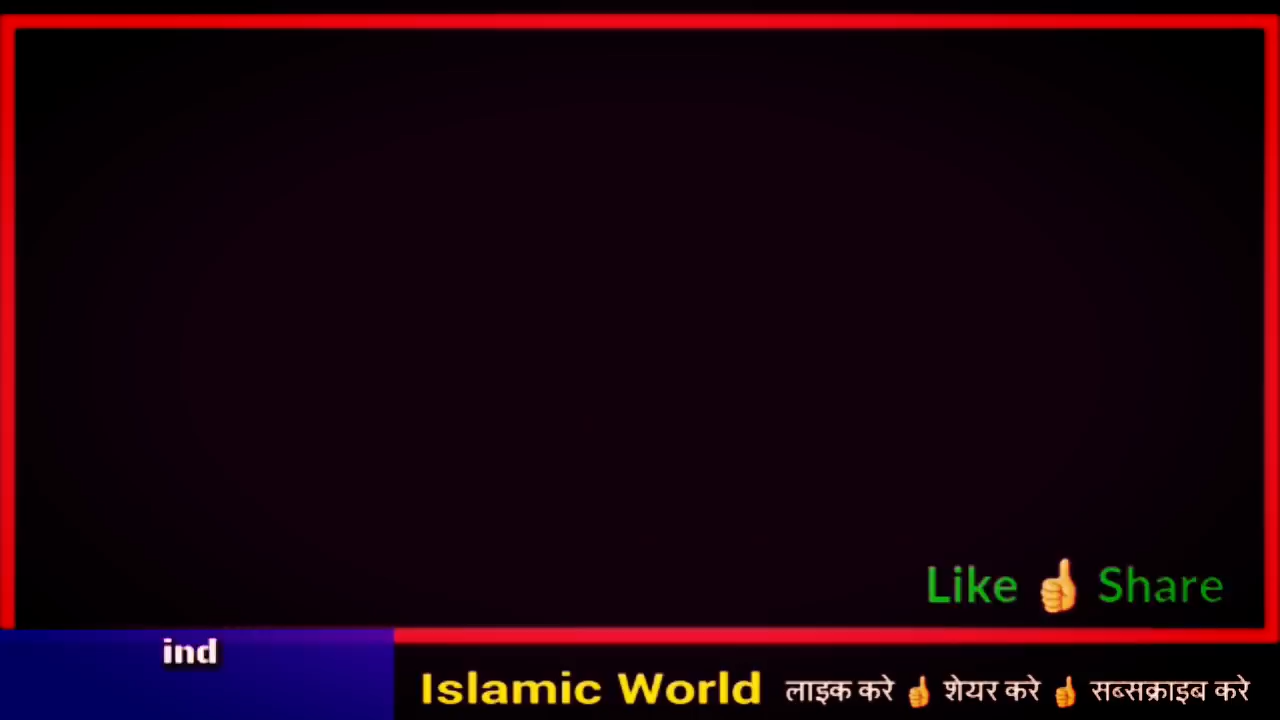 Like 👍 Share
ind
Islamic World लाइक करे 👍 शेयर करे 👍 सब्सक्राइब करे